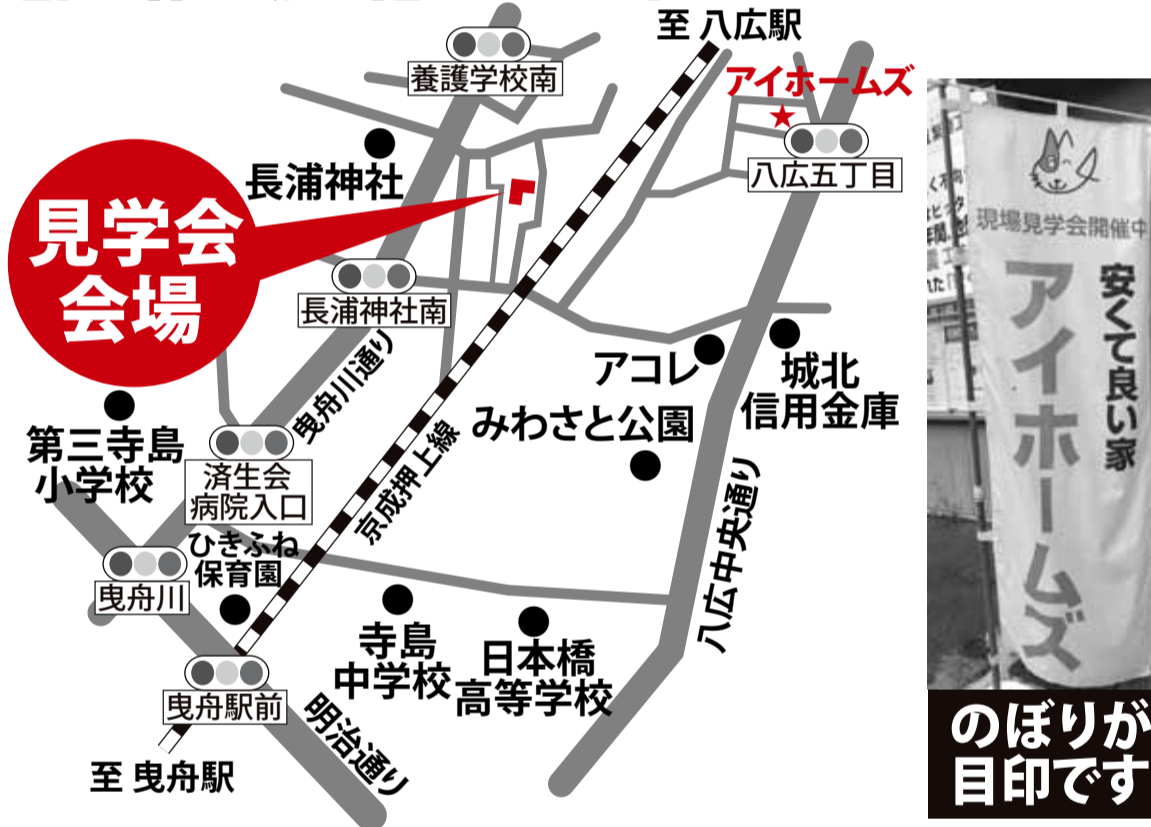 至 八広駅
養護学校南
アイホームズ
長浦神社
八広五丁目
見学会
会場
長浦神社南
曳舟川通り
アコレ
城北
信用金庫
みわさと公園
第三寺島
小学校
済生会
病院入口
京成押上線
八広中央通り
ひきふね
保育園
曳舟川
寺島
中学校
日本橋
高等学校
曳舟駅前
明治通り
至 曳舟駅
現場見学会開催中
安くて良い家
アイホームズ
のぼりが
目印です